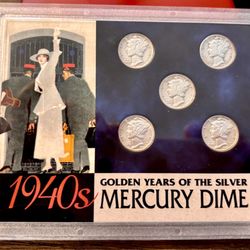 1940s
GOLDEN YEARS OF THE SILVER
MERCURY DIME